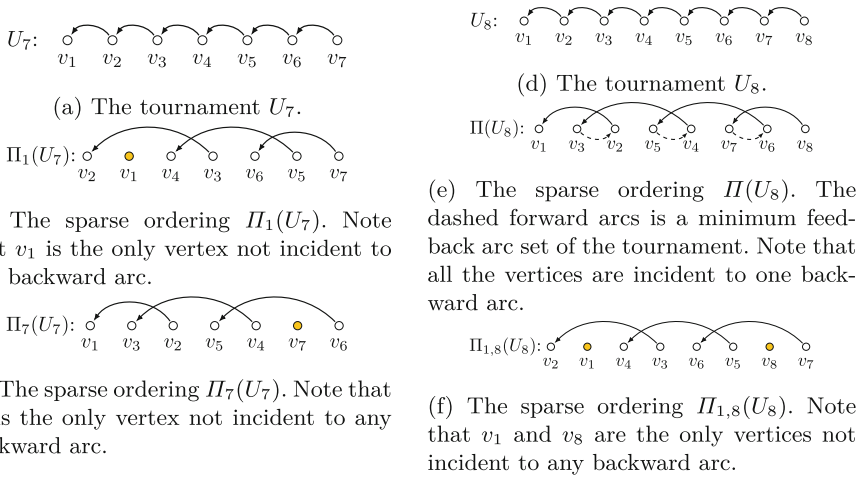 U₇:
v₁ v₂ v₃ v₄ v₅ v₆ v₇
(a) The tournament U₇.
Π₁(U₇):
v₂ v₁ v₄ v₃ v₆ v₅ v₇
The sparse ordering Π₁(U₇). Note
t v₁ is the only vertex not incident to
backward arc.
Π₇(U₇):
v₁ v₃ v₂ v₅ v₄ v₇ v₆
The sparse ordering Π₇(U₇). Note that
s the only vertex not incident to any
kward arc.
U₈:
v₁ v₂ v₃ v₄ v₅ v₆ v₇ v₈
(d) The tournament U₈.
Π(U₈):
v₁ v₃ v₂ v₅ v₄ v₇ v₆ v₈
(e) The sparse ordering Π(U₈). The
dashed forward arcs is a minimum feed-
back arc set of the tournament. Note that
all the vertices are incident to one back-
ward arc.
Π₁,₈(U₈):
v₂ v₁ v₄ v₃ v₆ v₅ v₈ v₇
(f) The sparse ordering Π₁,₈(U₈). Note
that v₁ and v₈ are the only vertices not
incident to any backward arc.